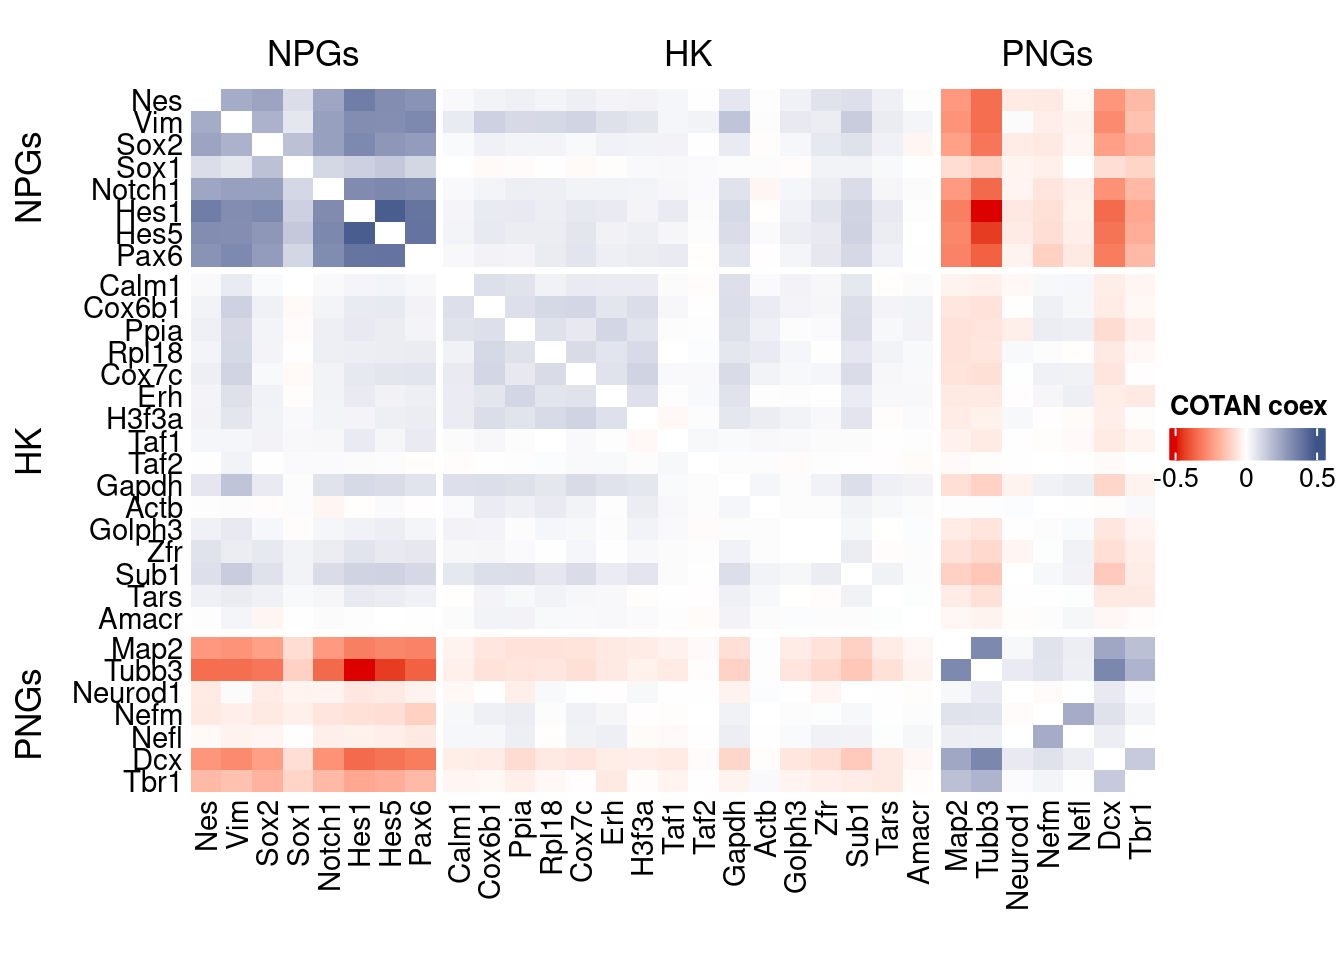 NPGs HK PNGs
NPGs
HK
PNGs
Nes
Vim
Sox2
Sox1
Notch1
Hes1
Hes5
Pax6
Calm1
Cox6b1
Ppia
Rpl18
Cox7c
Erh
H3f3a
Taf1
Taf2
Gapdh
Actb
Golph3
Zfr
Sub1
Tars
Amacr
Map2
Tubb3
Neurod1
Nefm
Nefl
Dcx
Tbr1
COTAN coex
-0.5 0 0.5
Nes
Vim
Sox2
Sox1
Notch1
Hes1
Hes5
Pax6
Calm1
Cox6b1
Ppia
Rpl18
Cox7c
Erh
H3f3a
Taf1
Taf2
Gapdh
Actb
Golph3
Zfr
Sub1
Tars
Amacr
Map2
Tubb3
Neurod1
Nefm
Nefl
Dcx
Tbr1